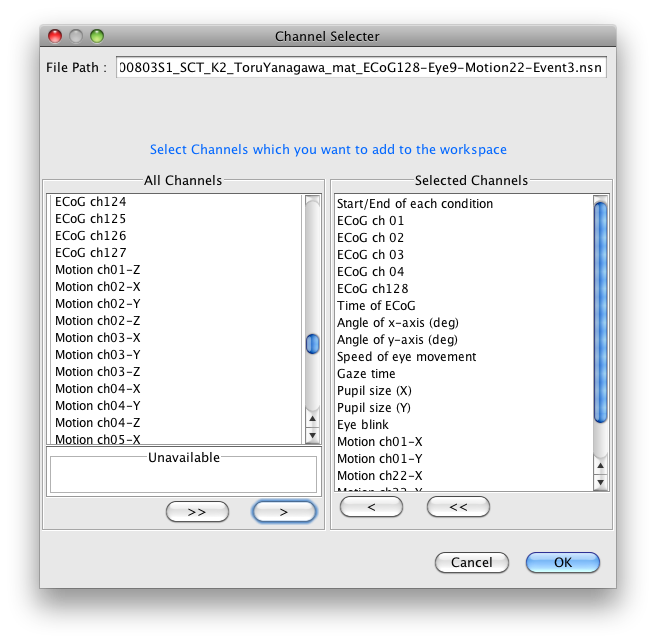 Channel Selecter
File Path :
00803S1_SCT_K2_ToruYanagawa_mat_ECoG128-Eye9-Motion22-Event3.nsn
Select Channels which you want to add to the workspace
All Channels
ECoG ch124
ECoG ch125
ECoG ch126
ECoG ch127
Motion ch01-Z
Motion ch02-X
Motion ch02-Y
Motion ch02-Z
Motion ch03-X
Motion ch03-Y
Motion ch03-Z
Motion ch04-X
Motion ch04-Y
Motion ch04-Z
Motion ch05-X
Unavailable
>>
>
Selected Channels
Start/End of each condition
ECoG ch 01
ECoG ch 02
ECoG ch 03
ECoG ch 04
ECoG ch128
Time of ECoG
Angle of x-axis (deg)
Angle of y-axis (deg)
Speed of eye movement
Gaze time
Pupil size (X)
Pupil size (Y)
Eye blink
Motion ch01-X
Motion ch01-Y
Motion ch22-X
Motion ch22-Y
<
<<
Cancel
OK